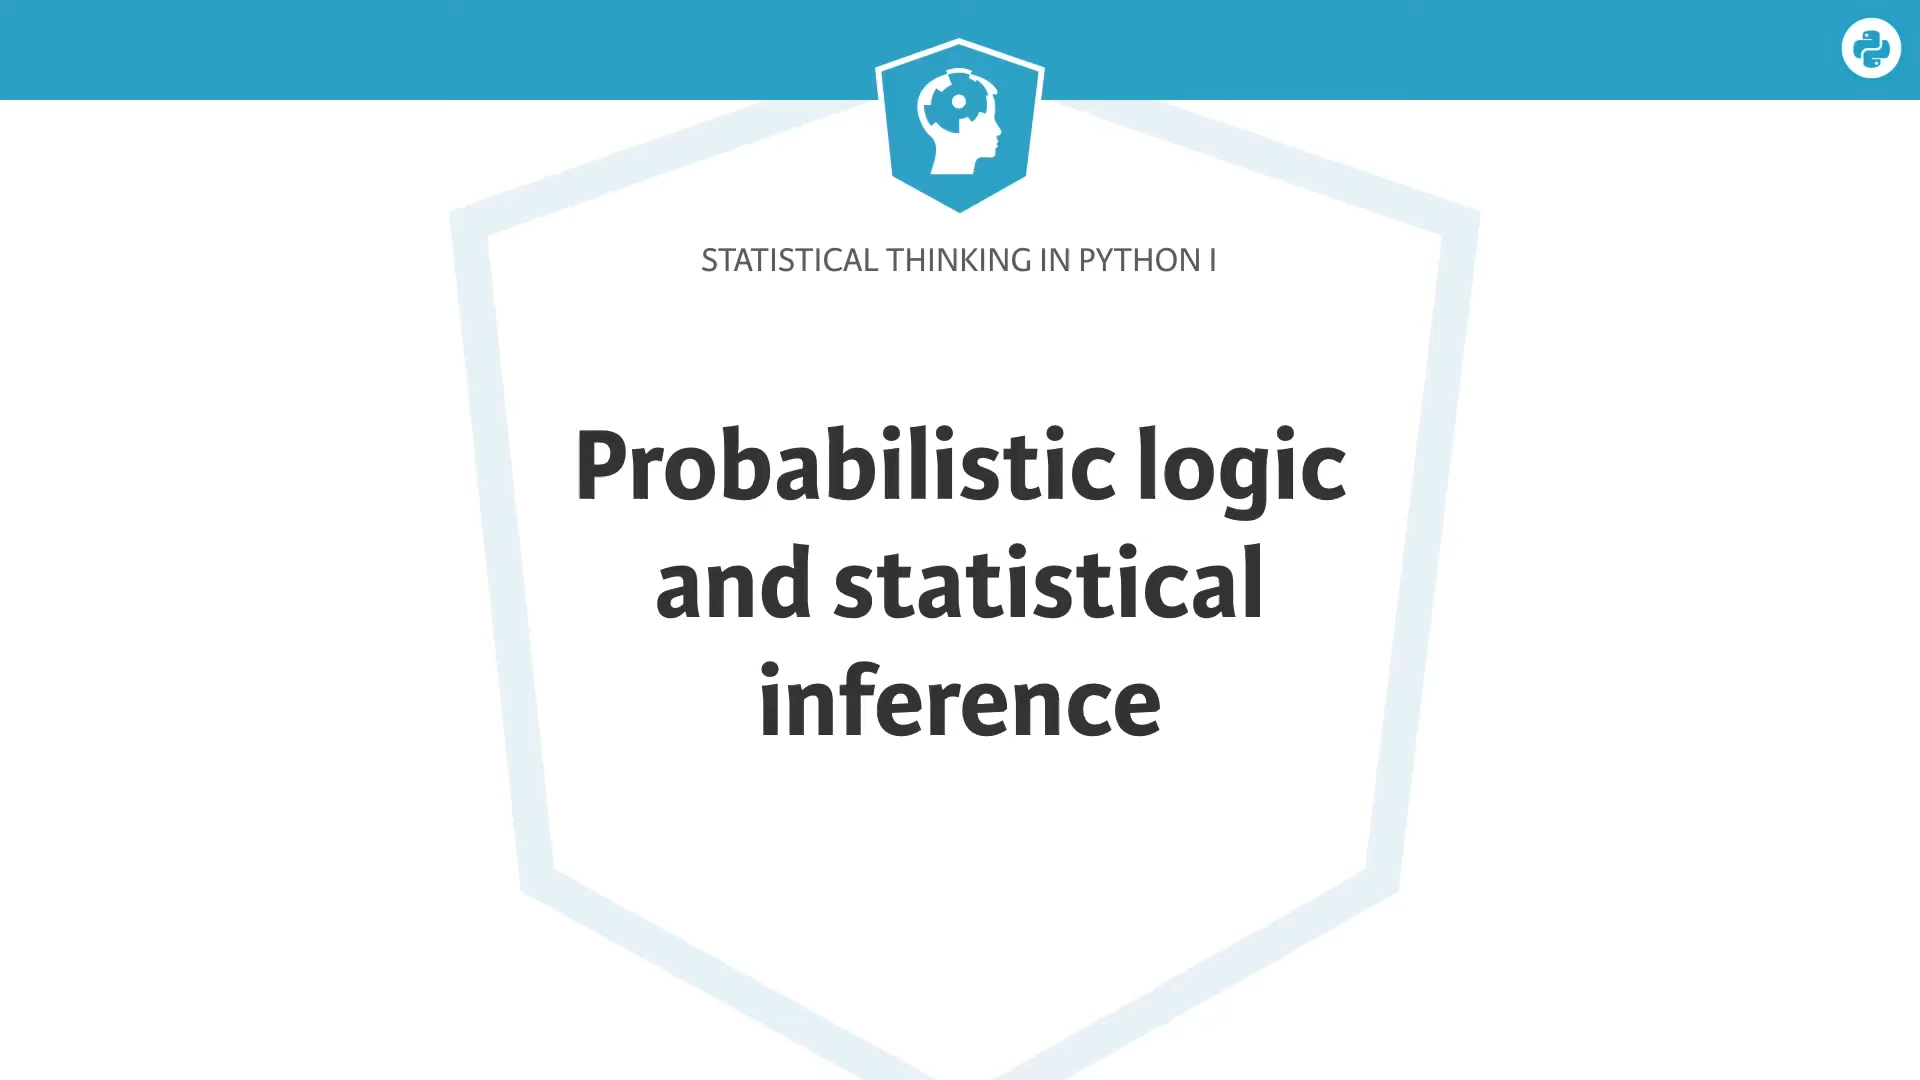 STATISTICAL THINKING IN PYTHON I
Probabilistic logic
and statistical
inference